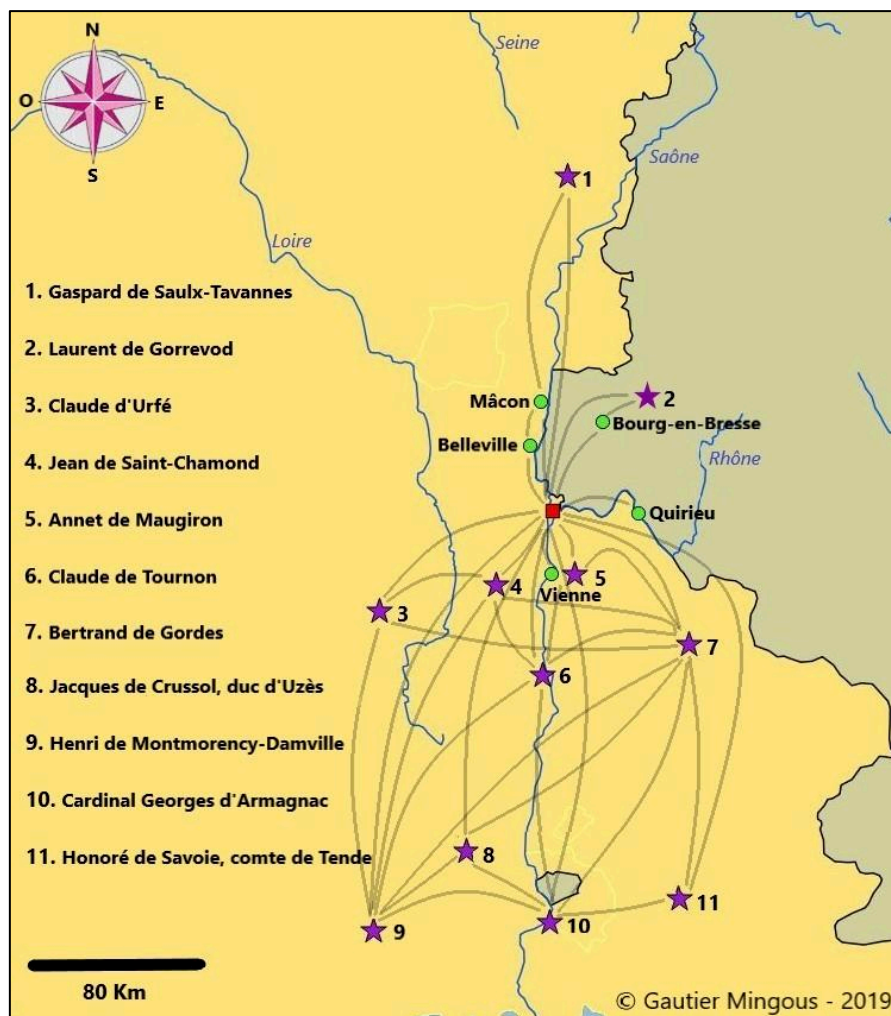 N
O
E
S
Seine
Saône
Loire
1
1. Gaspard de Saulx-Tavannes
2. Laurent de Gorrevod
3. Claude d'Urfé
4. Jean de Saint-Chamond
5. Annet de Maugiron
6. Claude de Tournon
7. Bertrand de Gordes
8. Jacques de Crussol, duc d'Uzès
9. Henri de Montmorency-Damville
10. Cardinal Georges d'Armagnac
11. Honoré de Savoie, comte de Tende
Mâcon
2
Bourg-en-Bresse
Belleville
Rhône
Quirieu
4
5
Vienne
3
7
6
8
11
10
9
80 Km
© Gautier Mingous - 2019